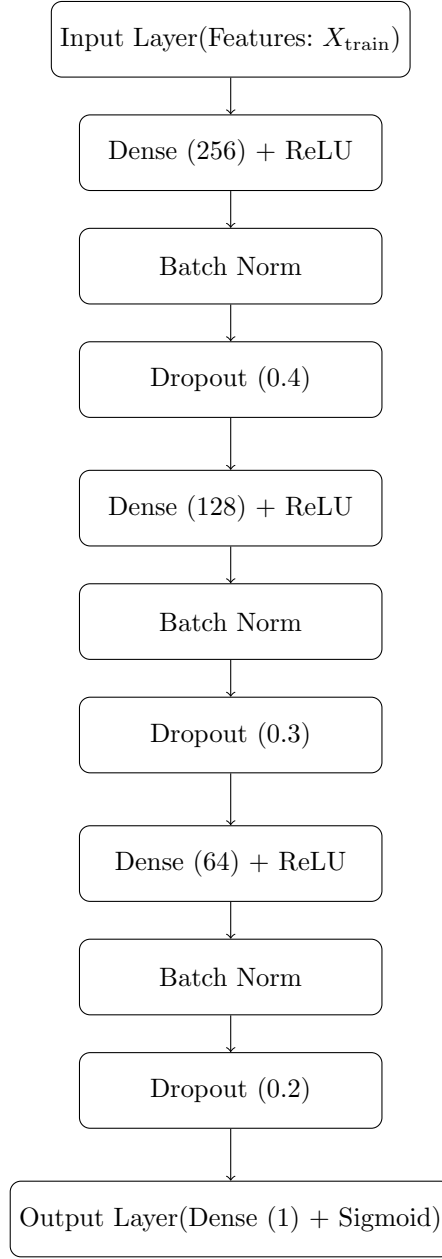 Input Layer(Features: X_train)
Dense (256) + ReLU
Batch Norm
Dropout (0.4)
Dense (128) + ReLU
Batch Norm
Dropout (0.3)
Dense (64) + ReLU
Batch Norm
Dropout (0.2)
Output Layer(Dense (1) + Sigmoid)